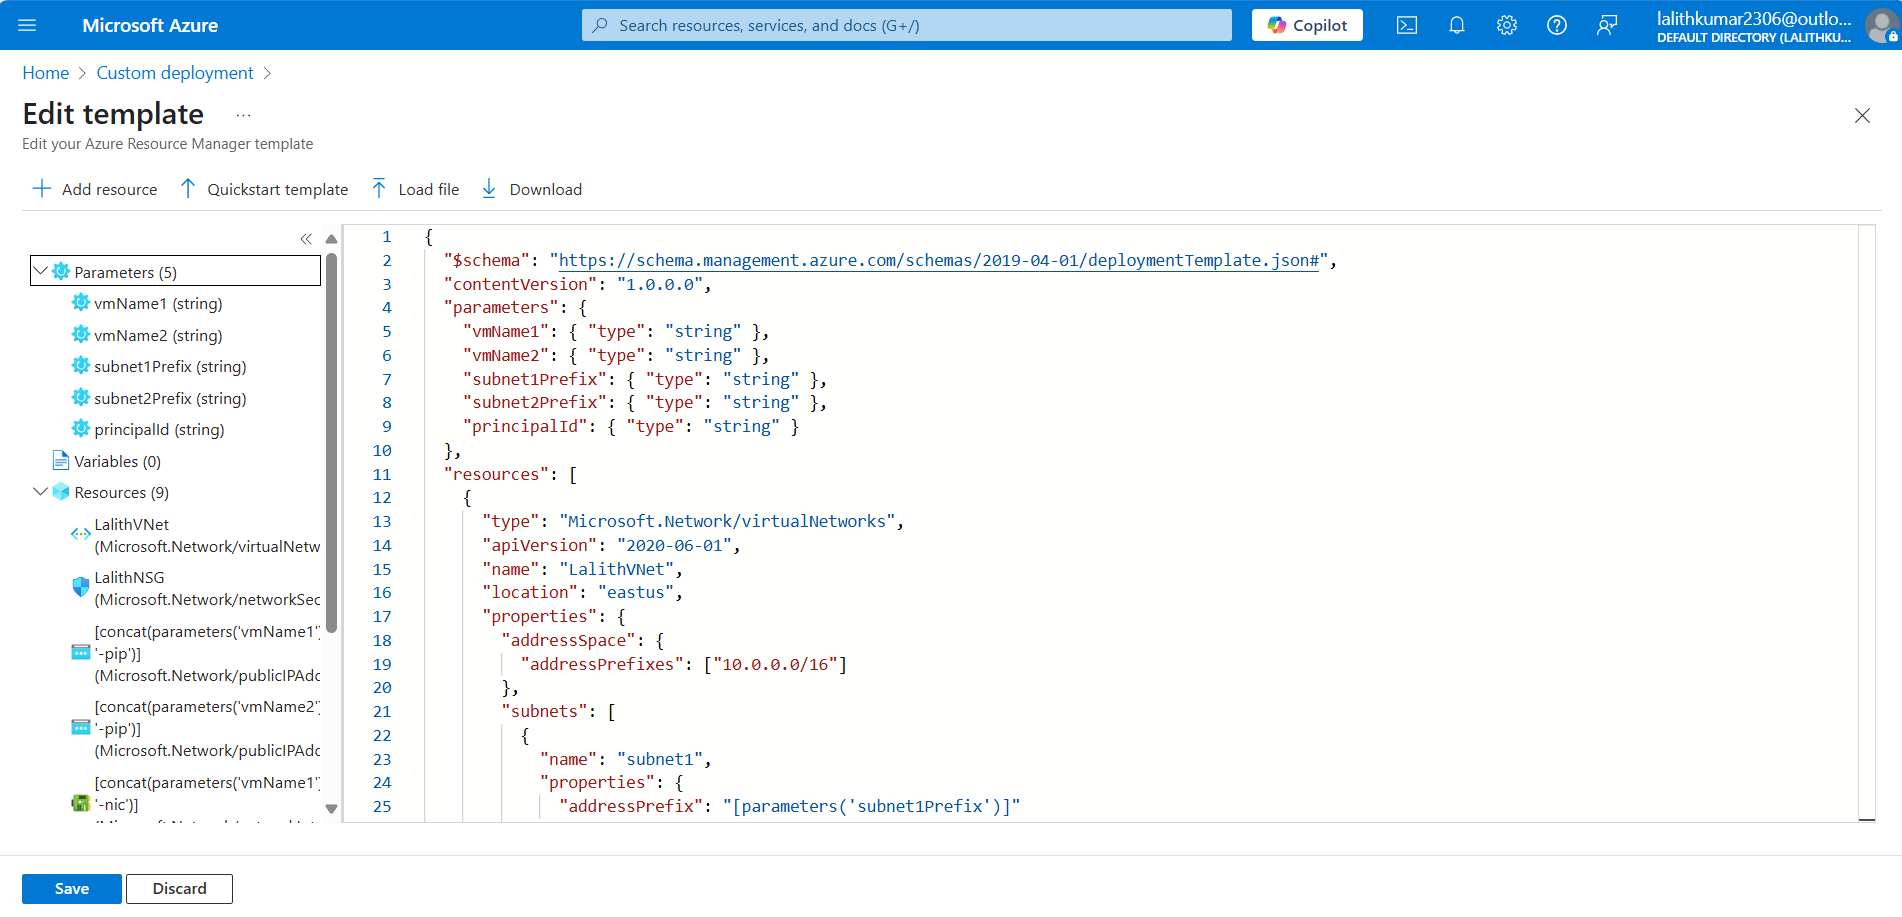 Microsoft Azure
Search resources, services, and docs (G+/)
Copilot
lalithkumar2306@outlo...
DEFAULT DIRECTORY (LALITHKU...
Home > Custom deployment >
Edit template ...
Edit your Azure Resource Manager template
Add resource
Quickstart template
Load file
Download
Parameters (5)
vmName1 (string)
vmName2 (string)
subnet1Prefix (string)
subnet2Prefix (string)
principalId (string)
Variables (0)
Resources (9)
LalithVNet
(Microsoft.Network/virtualNetw
LalithNSG
(Microsoft.Network/networkSec
[concat(parameters('vmName1')
'-pip')]
(Microsoft.Network/publicIPAdd
[concat(parameters('vmName2')
'-pip')]
(Microsoft.Network/publicIPAdd
[concat(parameters('vmName1')
'-nic')]
1 {
2 "$schema": "https://schema.management.azure.com/schemas/2019-04-01/deploymentTemplate.json#",
3 "contentVersion": "1.0.0.0",
4 "parameters": {
5 "vmName1": { "type": "string" },
6 "vmName2": { "type": "string" },
7 "subnet1Prefix": { "type": "string" },
8 "subnet2Prefix": { "type": "string" },
9 "principalId": { "type": "string" }
10 },
11 "resources": [
12 {
13 "type": "Microsoft.Network/virtualNetworks",
14 "apiVersion": "2020-06-01",
15 "name": "LalithVNet",
16 "location": "eastus",
17 "properties": {
18 "addressSpace": {
19 "addressPrefixes": ["10.0.0.0/16"]
20 },
21 "subnets": [
22 {
23 "name": "subnet1",
24 "properties": {
25 "addressPrefix": "[parameters('subnet1Prefix')]"
Save
Discard